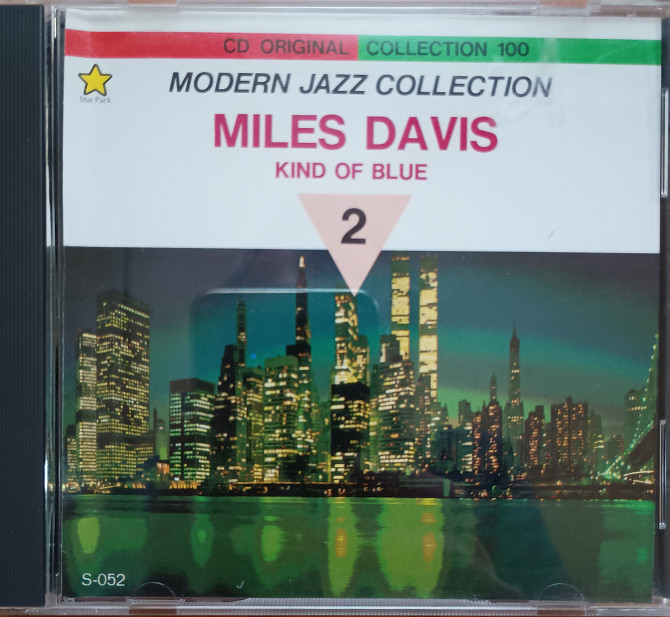 CD ORIGINAL COLLECTION 100
Star Pack
MODERN JAZZ COLLECTION
MILES DAVIS
KIND OF BLUE
2
S-052